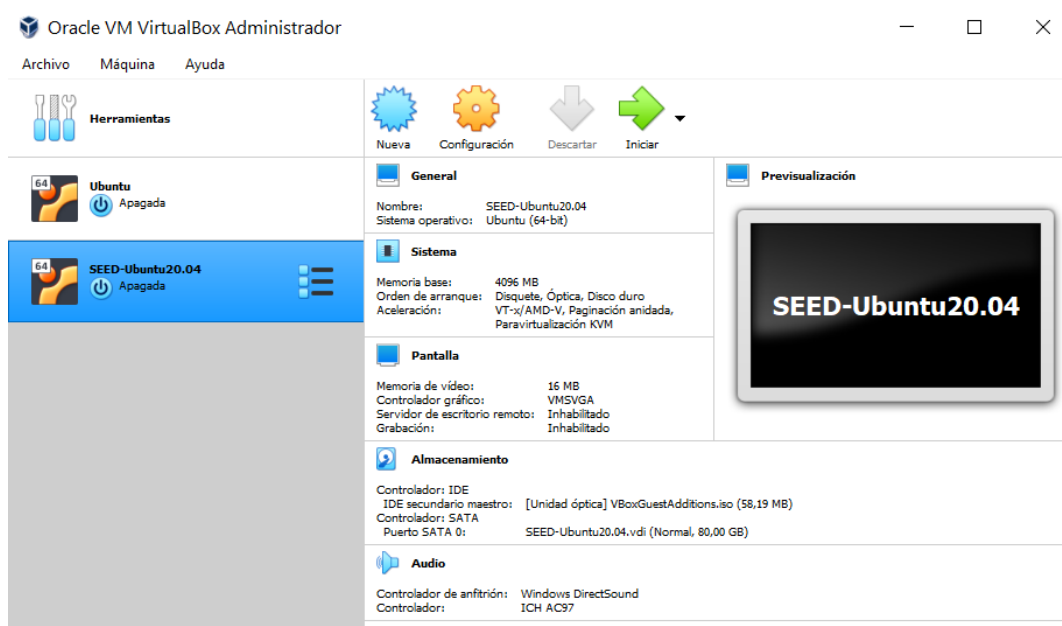 Oracle VM VirtualBox Administrador
Archivo Máquina Ayuda
Herramientas
Nueva Configuración Descartar Iniciar
64
Ubuntu
Apagada
64
SEED-Ubuntu20.04
Apagada
General
Nombre: SEED-Ubuntu20.04
Sistema operativo: Ubuntu (64-bit)
Sistema
Memoria base: 4096 MB
Orden de arranque: Disquete, Óptica, Disco duro
Aceleración: VT-x/AMD-V, Paginación anidada,
Paravirtualización KVM
Pantalla
Memoria de vídeo: 16 MB
Controlador gráfico: VMSVGA
Servidor de escritorio remoto: Inhabilitado
Grabación: Inhabilitado
Previsualización
SEED-Ubuntu20.04
Almacenamiento
Controlador: IDE
IDE secundario maestro: [Unidad óptica] VBoxGuestAdditions.iso (58,19 MB)
Controlador: SATA
Puerto SATA 0: SEED-Ubuntu20.04.vdi (Normal, 80,00 GB)
Audio
Controlador de anfitrión: Windows DirectSound
Controlador: ICH AC97